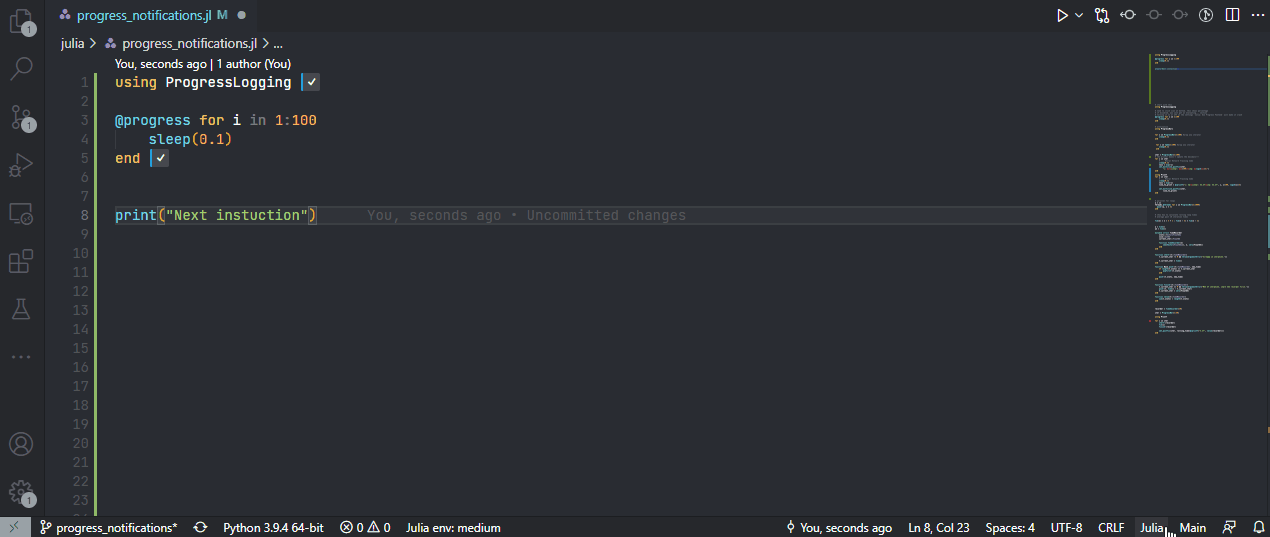 progress_notifications.jl M
julia > progress_notifications.jl > ...
You, seconds ago | 1 author (You)
1 using ProgressLogging ✓
2
3 @progress for i in 1:100
4 sleep(0.1)
5 end ✓
6
7
8 print("Next instuction") You, seconds ago • Uncommitted changes
9
10
11
12
13
14
15
16
17
18
19
20
21
22
23
1
1
1
progress_notifications* Python 3.9.4 64-bit 0 0 Julia env: medium You, seconds ago Ln 8, Col 23 Spaces: 4 UTF-8 CRLF Julia Main